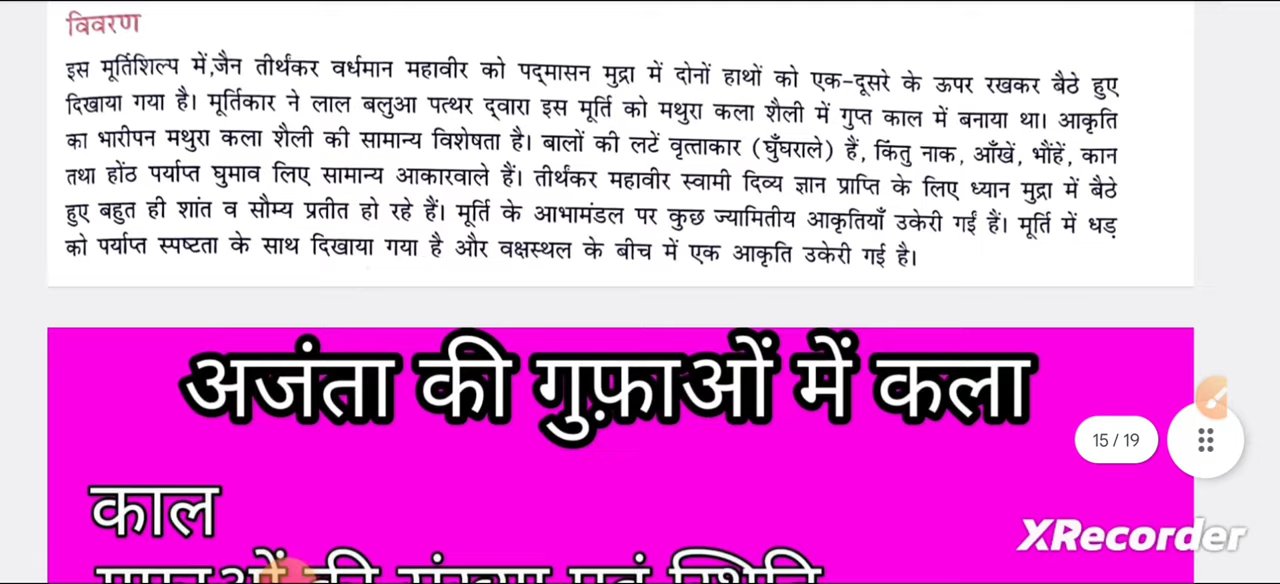 विवरण
इस मूर्तिशिल्प में,जैन तीर्थंकर वर्धमान महावीर को पद्मासन मुद्रा में दोनों हाथों को एक-दूसरे के ऊपर रखकर बैठे हुए
दिखाया गया है। मूर्तिकार ने लाल बलुआ पत्थर द्वारा इस मूर्ति को मथुरा कला शैली में गुप्त काल में बनाया था। आकृति
का भारीपन मथुरा कला शैली की सामान्य विशेषता है। बालों की लटें वृत्ताकार (घुँघराले) हैं, किंतु नाक, आँखें, भौंहें, कान
तथा होंठ पर्याप्त घुमाव लिए सामान्य आकारवाले हैं। तीर्थंकर महावीर स्वामी दिव्य ज्ञान प्राप्ति के लिए ध्यान मुद्रा में बैठे
हुए बहुत ही शांत व सौम्य प्रतीत हो रहे हैं। मूर्ति के आभामंडल पर कुछ ज्यामितीय आकृतियाँ उकेरी गईं हैं। मूर्ति में धड़
को पर्याप्त स्पष्टता के साथ दिखाया गया है और वक्षस्थल के बीच में एक आकृति उकेरी गई है।
अजंता की गुफ़ाओं में कला
15 / 19
काल
XRecorder